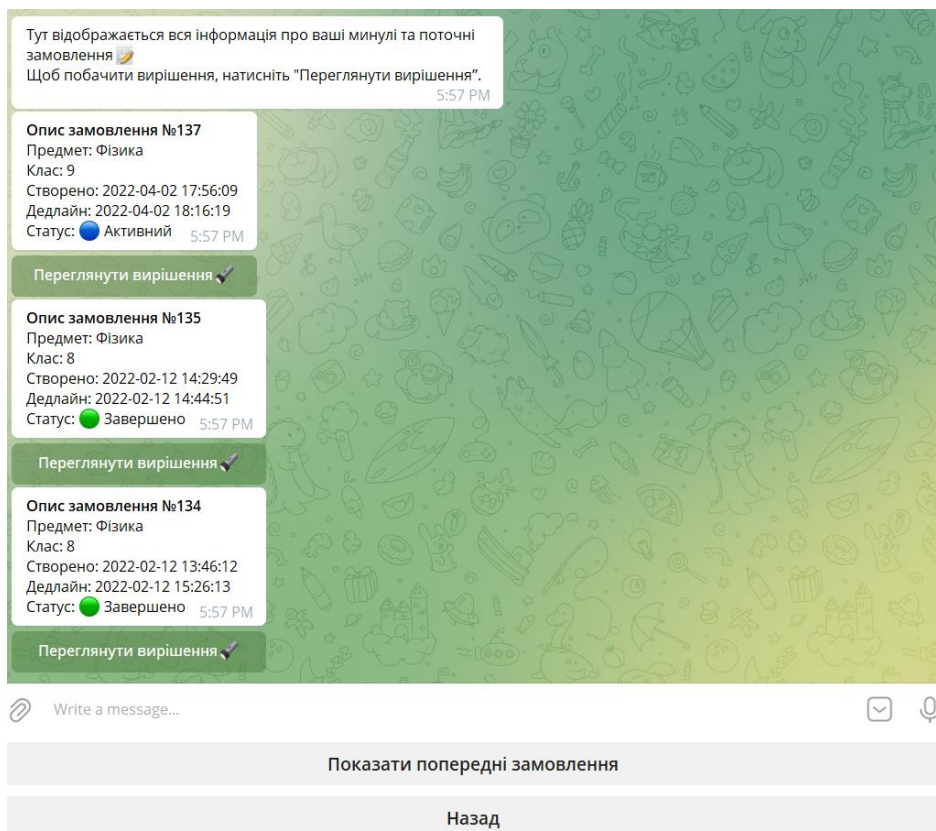 Тут відображається вся інформація про ваші минулі та поточні
замовлення📝
Щоб побачити вирішення, натисніть "Переглянути вирішення”.
5:57 PM
Опис замовлення №137
Предмет: Фізика
Клас: 9
Створено: 2022-04-02 17:56:09
Дедлайн: 2022-04-02 18:16:19
Статус: 🔵 Активний 5:57 PM
Переглянути вирішення🔦
Опис замовлення №135
Предмет: Фізика
Клас: 8
Створено: 2022-02-12 14:29:49
Дедлайн: 2022-02-12 14:44:51
Статус: 🟢 Завершено 5:57 PM
Переглянути вирішення🔦
Опис замовлення №134
Предмет: Фізика
Клас: 8
Створено: 2022-02-12 13:46:12
Дедлайн: 2022-02-12 15:26:13
Статус: 🟢 Завершено 5:57 PM
Переглянути вирішення🔦
Write a message...
Показати попередні замовлення
Назад